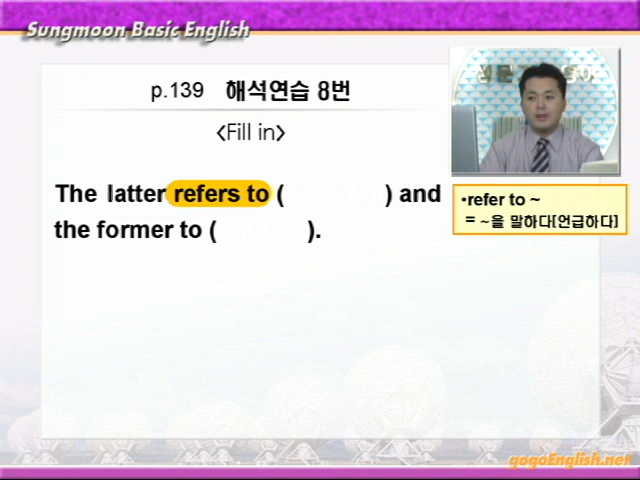 Sungmoon Basic English
p.139 해석연습 8번
<Fill in>
The latter refers to ( ) and
the former to ( ).
•refer to ~
= ~을 말하다[언급하다]
gogoEnglish.net